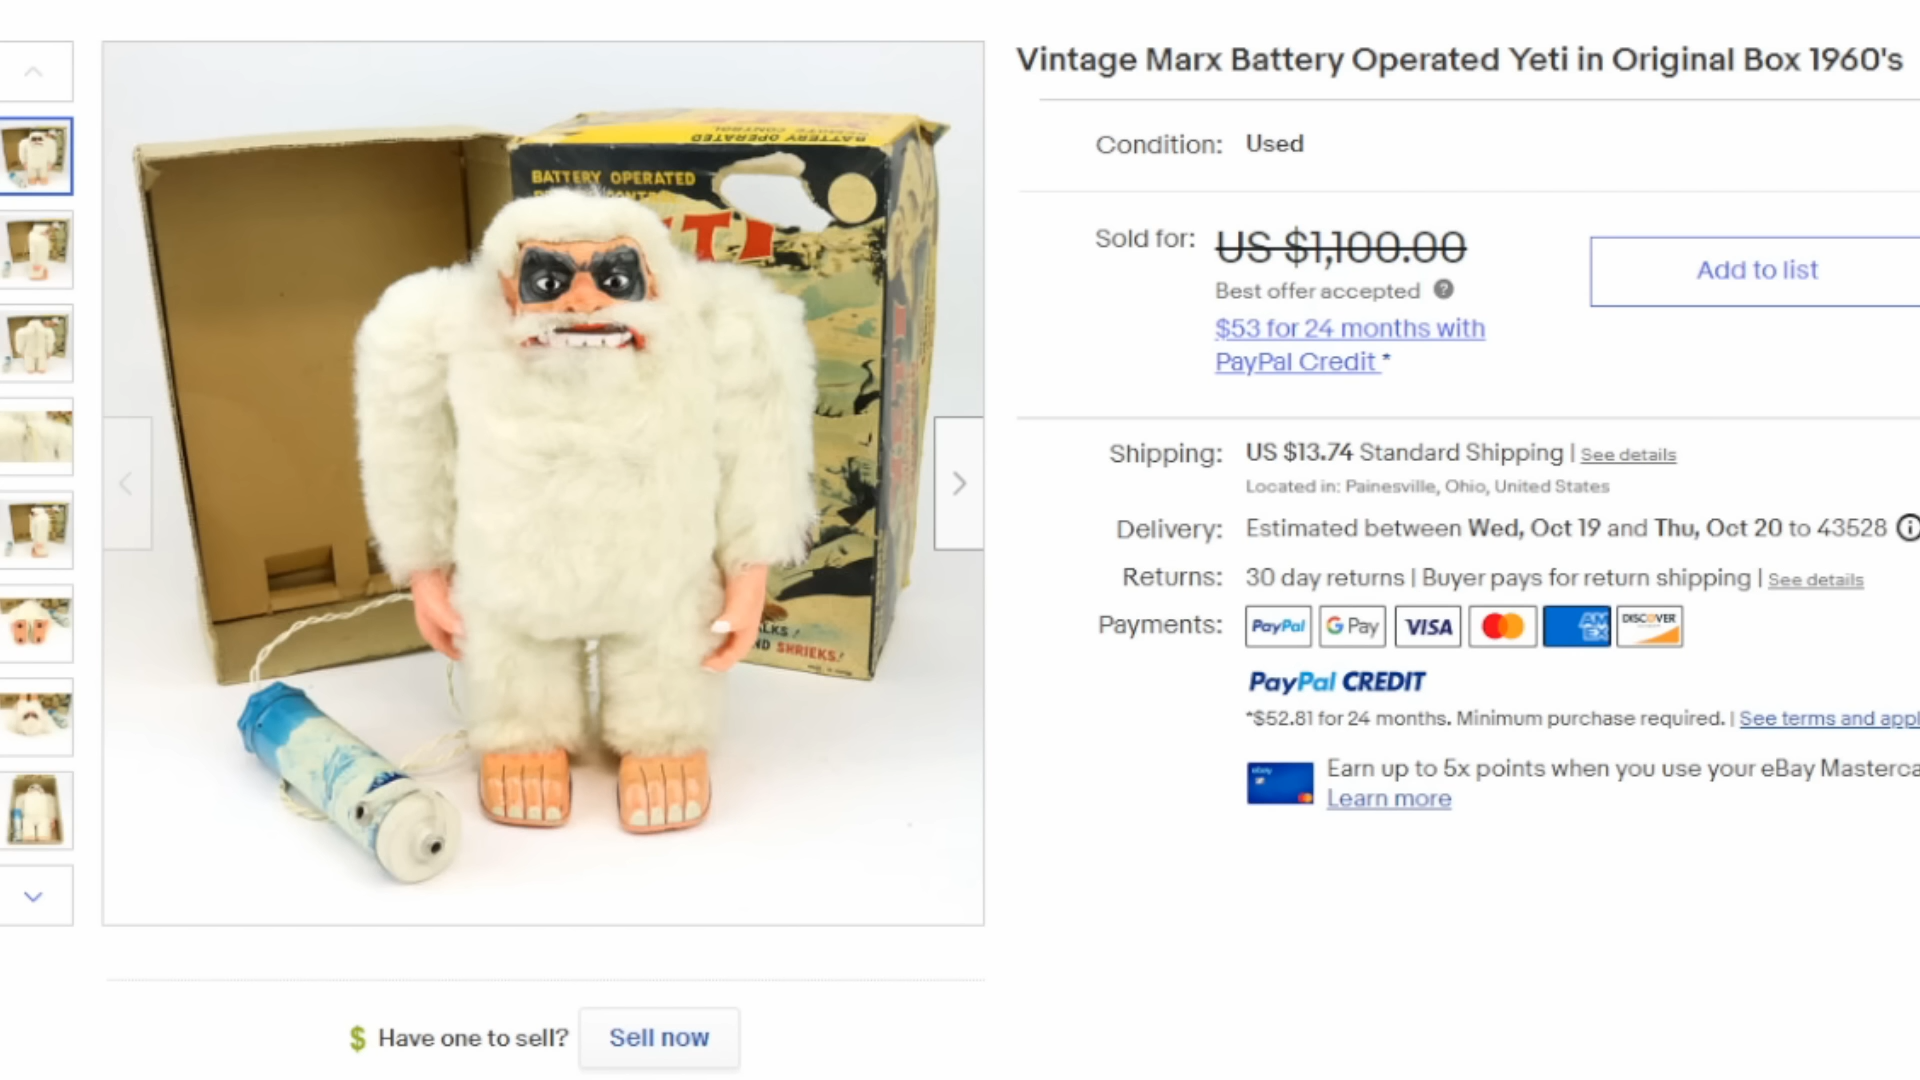 Vintage Marx Battery Operated Yeti in Original Box 1960's
Condition: Used
Sold for: US $1,100.00
Best offer accepted
$53 for 24 months with
PayPal Credit *
Add to list
Shipping: US $13.74 Standard Shipping | See details
Located in: Painesville, Ohio, United States
Delivery: Estimated between Wed, Oct 19 and Thu, Oct 20 to 43528
Returns: 30 day returns | Buyer pays for return shipping | See details
Payments: PayPal G Pay VISA AM EX DISCOVER
PayPal CREDIT
*$52.81 for 24 months. Minimum purchase required. | See terms and appl
ebay
Earn up to 5x points when you use your eBay Masterca
Learn more
BATTERY OPERATED
BATTERY OPERATED
TI
SHRIEKS!
$ Have one to sell? Sell now